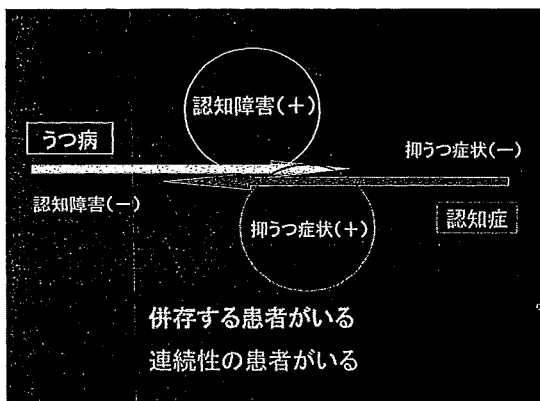 認知障害(＋)
うつ病
抑うつ症状(－)
認知障害(－)
抑うつ症状(＋)
認知症
併存する患者がいる
連続性の患者がいる